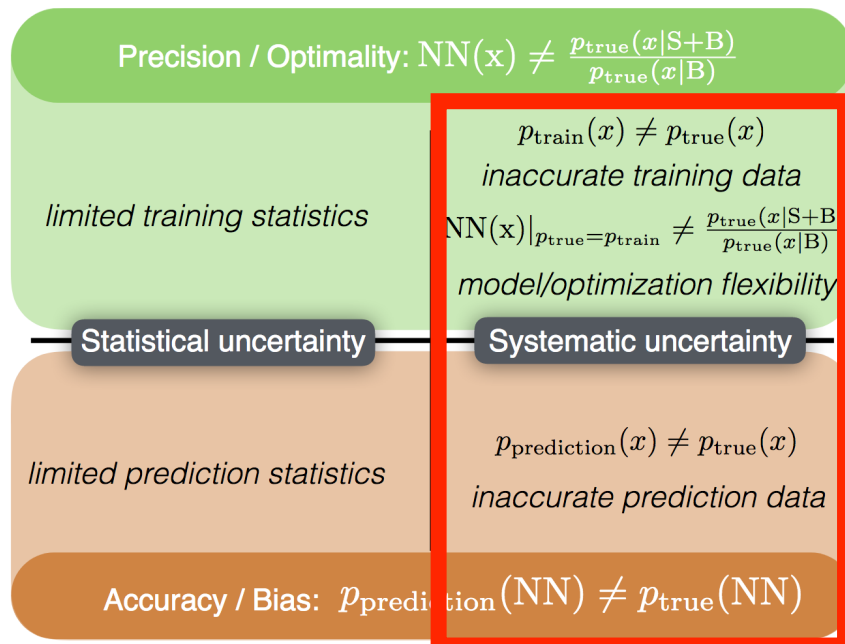 Precision / Optimality: NN(x) ≠ p_true(x|S+B) / p_true(x|B)
p_train(x) ≠ p_true(x)
inaccurate training data
limited training statistics
NN(x)|p_true=p_train ≠ p_true(x|S+B / p_true(x|B)
model/optimization flexibility
Statistical uncertainty
Systematic uncertainty
p_prediction(x) ≠ p_true(x)
limited prediction statistics
inaccurate prediction data
Accuracy / Bias: p_prediction(NN) ≠ p_true(NN)